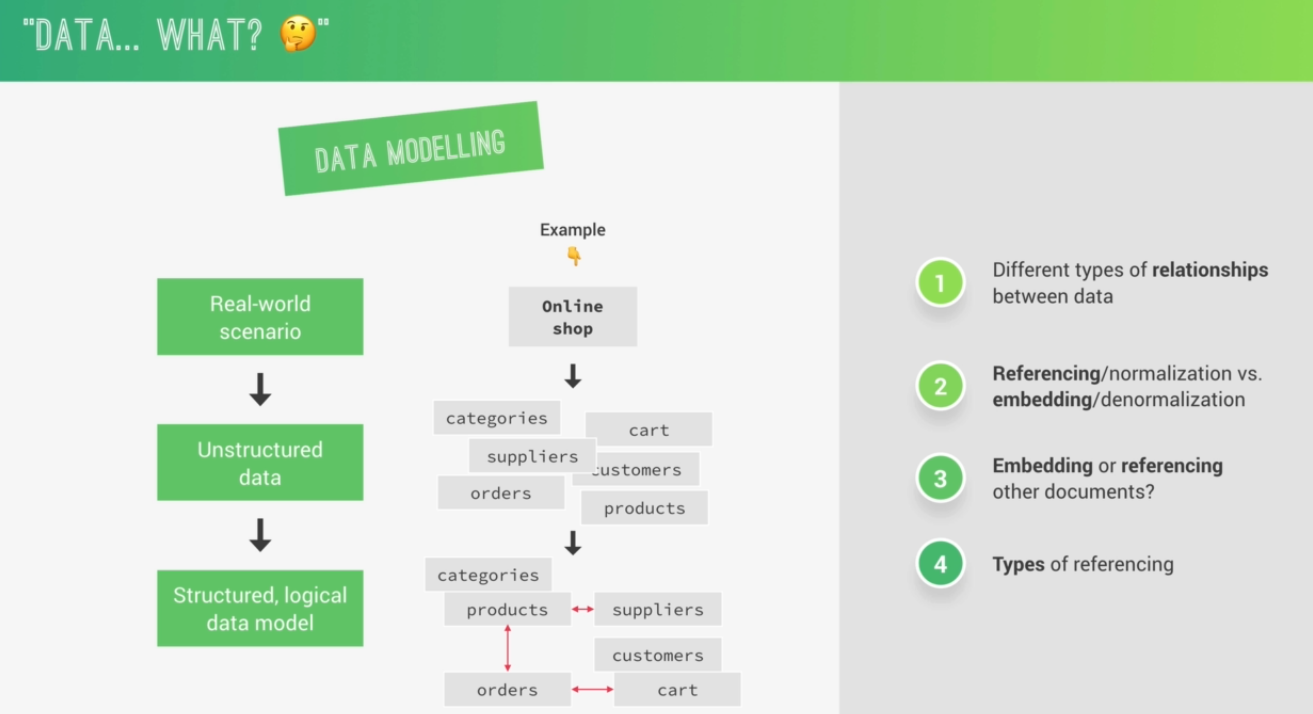 "DATA... WHAT? 🤔"
DATA MODELLING
Real-world
scenario
Unstructured
data
Structured, logical
data model
Example
👇
Online
shop
categories
cart
suppliers
customers
orders
products
categories
products
suppliers
customers
orders
cart
1
Different types of relationships
between data
2
Referencing/normalization vs.
embedding/denormalization
3
Embedding or referencing
other documents?
4
Types of referencing